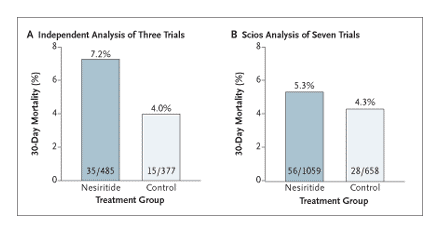 A Independent Analysis of Three Trials
8
7.2%
6
4.0%
4
2
0
30-Day Mortality (%)
35/485
15/377
Nesiritide
Control
Treatment Group
B Scios Analysis of Seven Trials
8
6
5.3%
4.3%
4
2
0
30-Day Mortality (%)
56/1059
28/658
Nesiritide
Control
Treatment Group